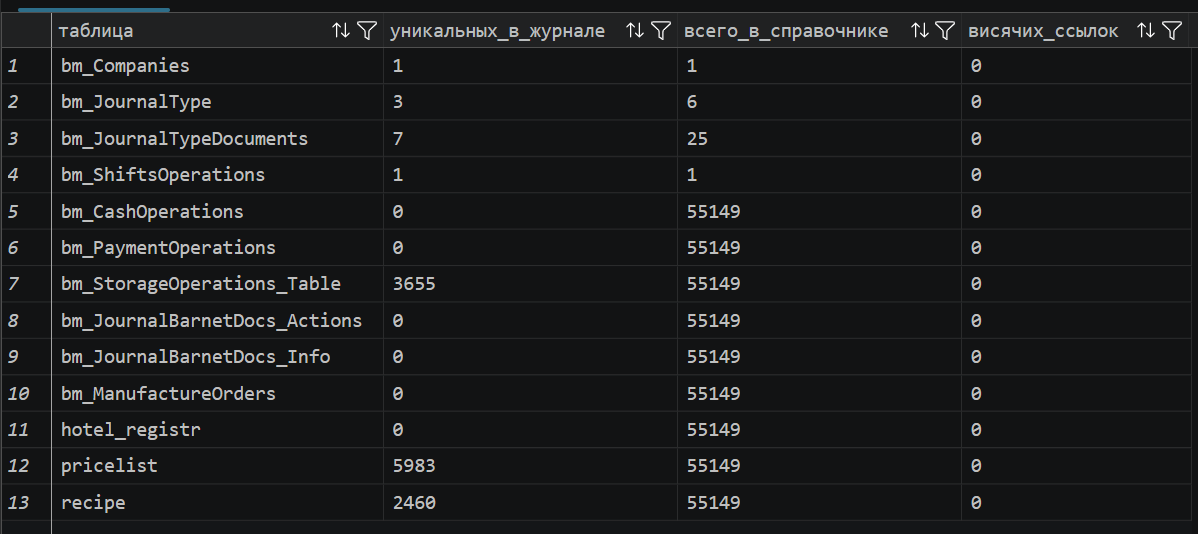 таблица уникальных_в_журнале всего_в_справочнике висячих_ссылок
1 bm_Companies 1 1 0
2 bm_JournalType 3 6 0
3 bm_JournalTypeDocuments 7 25 0
4 bm_ShiftsOperations 1 1 0
5 bm_CashOperations 0 55149 0
6 bm_PaymentOperations 0 55149 0
7 bm_StorageOperations_Table 3655 55149 0
8 bm_JournalBarnetDocs_Actions 0 55149 0
9 bm_JournalBarnetDocs_Info 0 55149 0
10 bm_ManufactureOrders 0 55149 0
11 hotel_registr 0 55149 0
12 pricelist 5983 55149 0
13 recipe 2460 55149 0